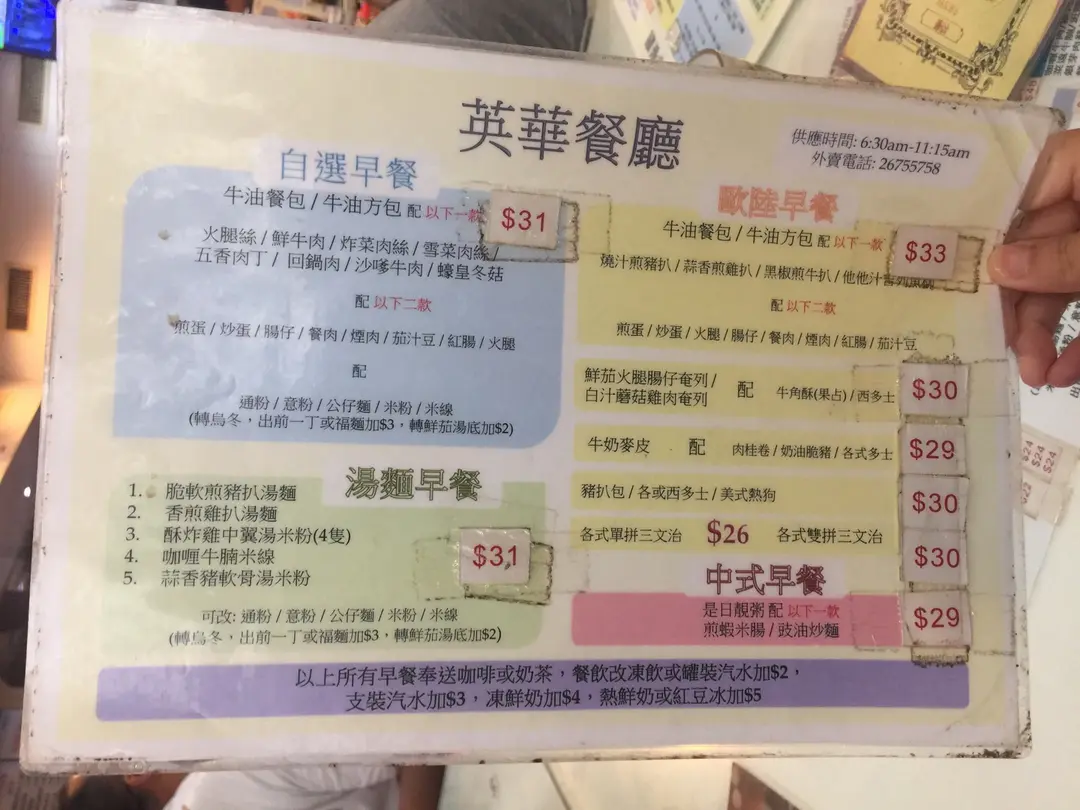 英華餐廳
供應時間: 6:30am-11:15am
外賣電話: 26755758
自選早餐
牛油餐包 / 牛油方包 配 以下一款 $31
火腿絲 / 鮮牛肉 / 炸菜肉絲 / 雪菜肉絲 /
五香肉丁 / 回鍋肉 / 沙嗲牛肉 / 蠔皇冬菇
配 以下二款
煎蛋 / 炒蛋 / 腸仔 / 餐肉 / 煙肉 / 茄汁豆 / 紅腸 / 火腿
配
通粉 / 意粉 / 公仔麵 / 米粉 / 米線
(轉烏冬，出前一丁或福麵加$3，轉鮮茄湯底加$2)
湯麵早餐
1. 脆軟煎豬扒湯麵
2. 香煎雞扒湯麵
3. 酥炸雞中翼湯米粉(4隻)
4. 咖喱牛腩米線
5. 蒜香豬軟骨湯米粉
$31
可改: 通粉 / 意粉 / 公仔麵 / 米粉 / 米線
(轉烏冬，出前一丁或福麵加$3，轉鮮茄湯底加$2)
歐陸早餐
牛油餐包 / 牛油方包 配 以下一款 $33
燒汁煎豬扒 / 蒜香煎雞扒 / 黑椒煎牛扒 / 他他汁
配 以下二款
煎蛋 / 炒蛋 / 火腿 / 腸仔 / 餐肉 / 煙肉 / 紅腸 / 茄汁豆
鮮茄火腿腸仔奄列 /
白汁蘑菇雞肉奄列 配 牛角酥(果占) / 西多士 $30
牛奶麥皮 配 肉桂卷 / 奶油脆豬 / 各式多士 $29
豬扒包 / 各或西多士 / 美式熱狗 $30
各式單拼三文治 $26 各式雙拼三文治 $30
中式早餐
是日靚粥 配 以下一款 $29
煎蝦米腸 / 豉油炒麵
以上所有早餐奉送咖啡或奶茶，餐飲改凍飲或罐裝汽水加$2，
支裝汽水加$3，凍鮮奶加$4，熱鮮奶或紅豆冰加$5
$24
$24
$24